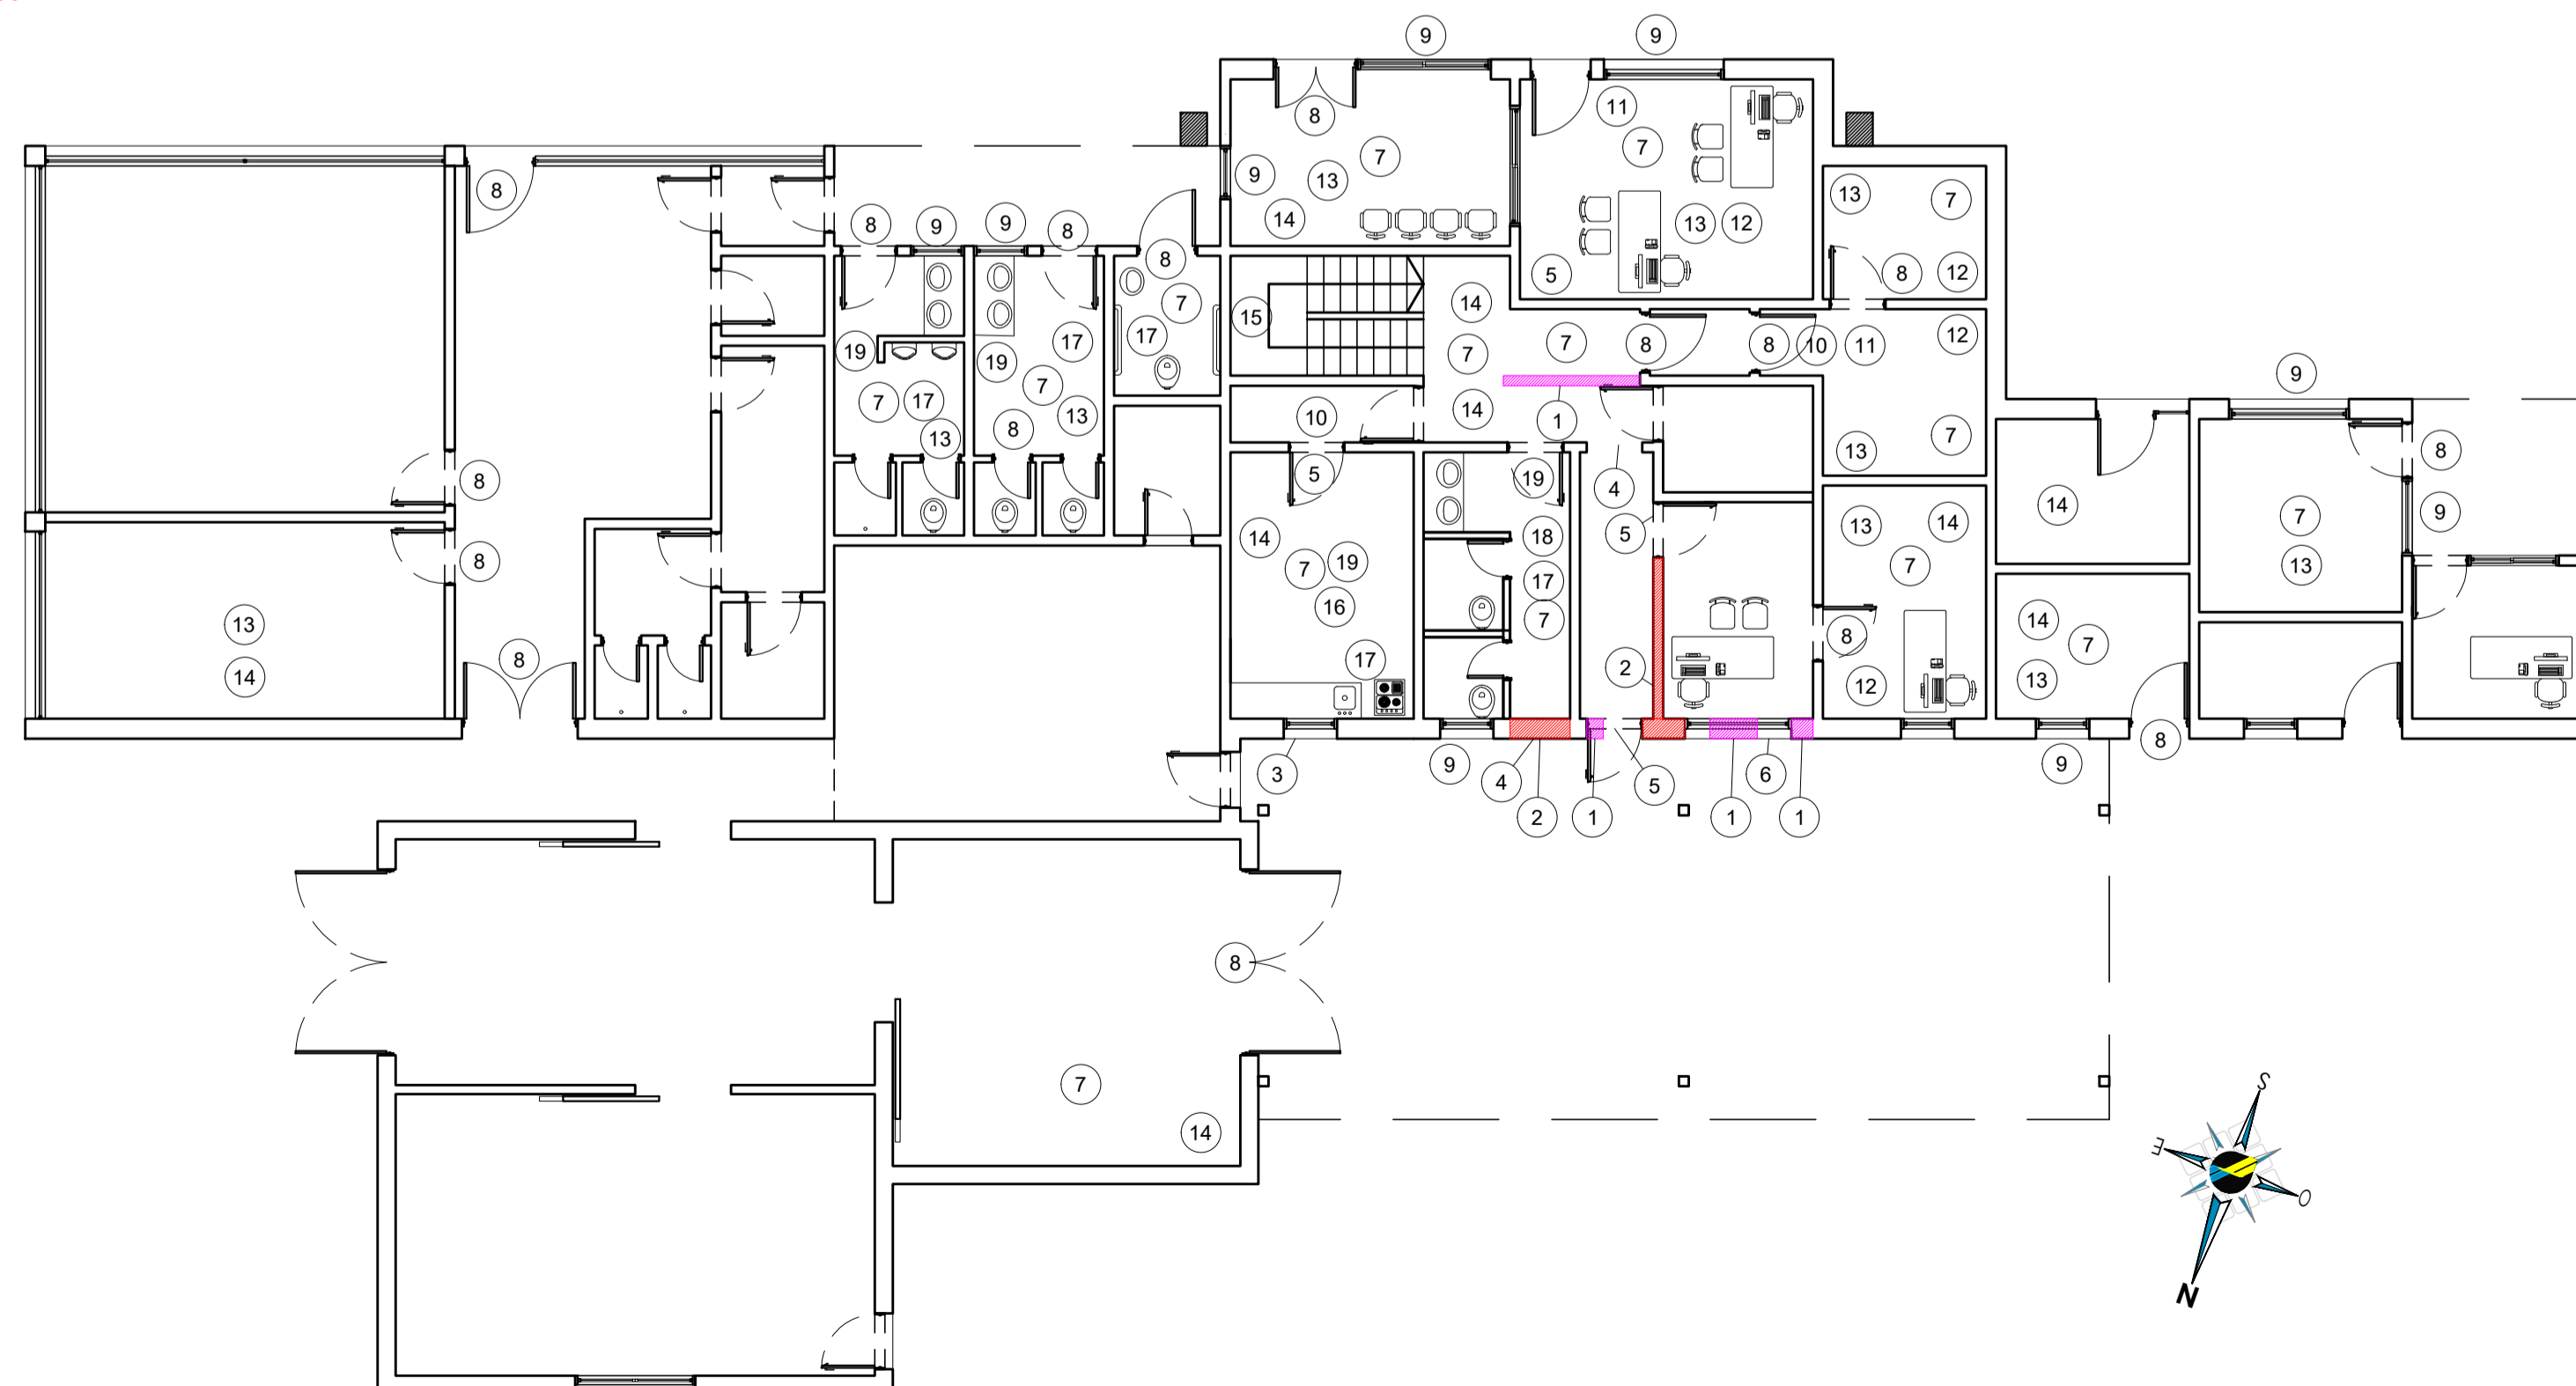 9 9
8 11
7 7
8 9 13 13 7
14 13 12
8 9 9 8
8 5 8 12
7 14
17 15 7 8 8 10 11 12
19 19 17 7
7 17 7 13 10 14 1 7
13 8 13
9
8 5 19 4 8
14 13 14 14 7 9
8 14 7 19 18 5 7 13
16 17
13 7 8 14 7
14 8 17 2 12 13
3 9 4 5 6 9 8
2 1 1 1
8
7
14
S
E
O
N